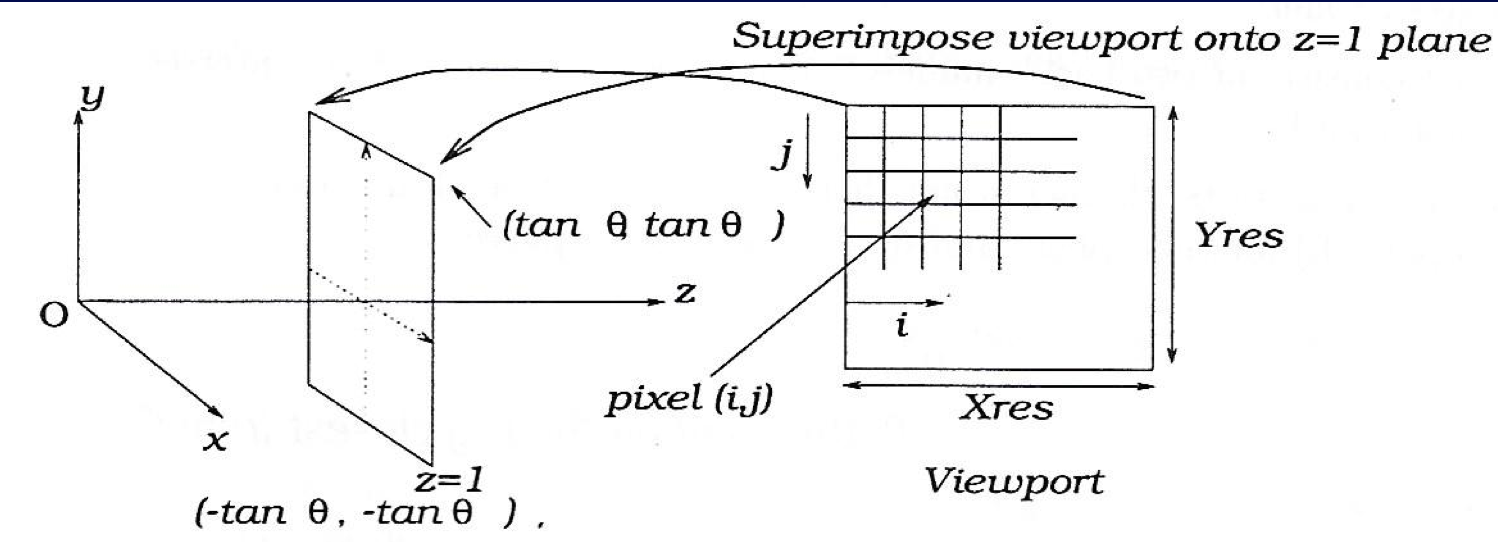 Superimpose viewport onto z=1 plane
y
j
(tan θ, tan θ )
Yres
z
O
i
pixel (i,j)
Xres
x
z=1
Viewport
(-tan θ, -tan θ ) ,